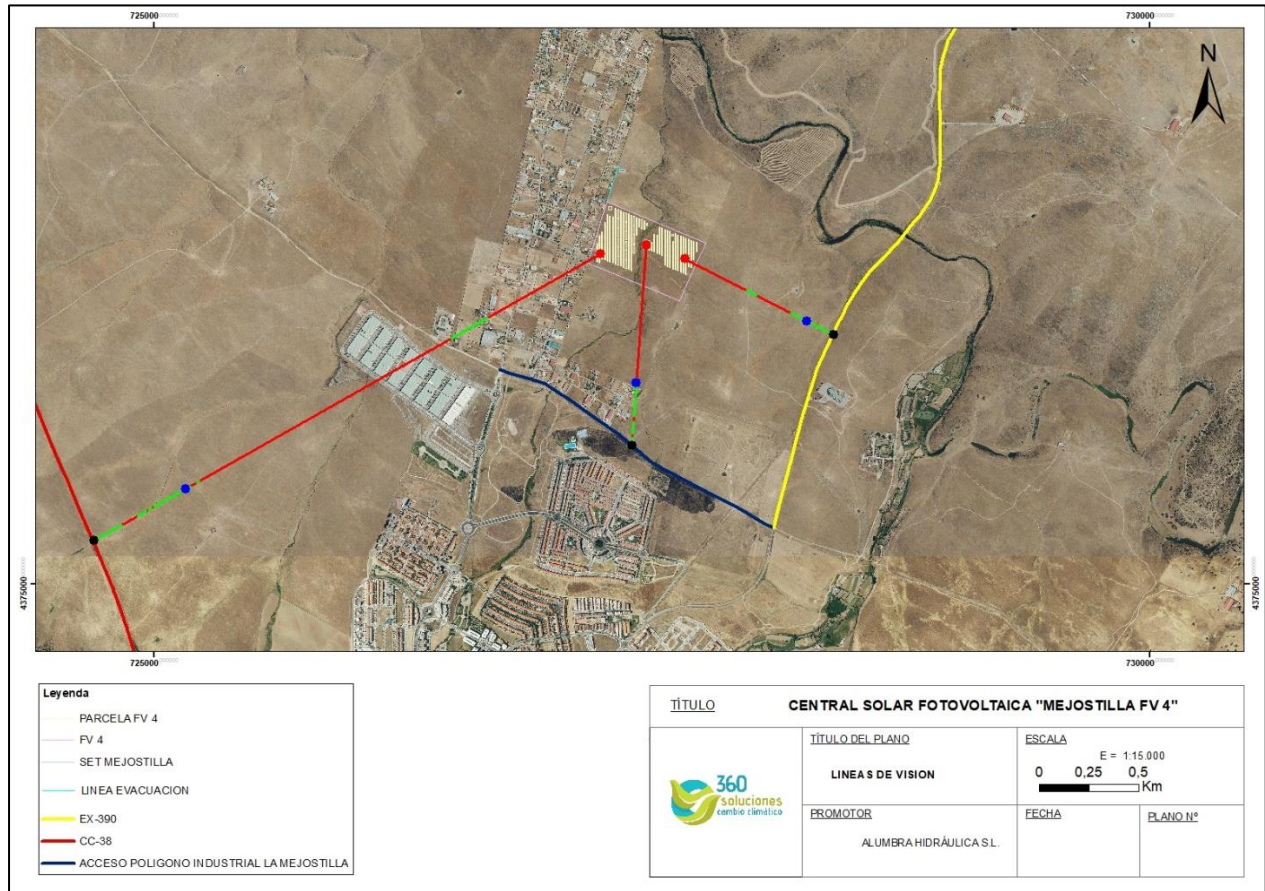 725000
730000
N
4375000
4375000
725000
730000
Leyenda
PARCELA FV 4
FV 4
SET MEJOSTILLA
LINEA EVACUACION
EX-390
CC-38
ACCESO POLIGONO INDUSTRIAL LA MEJOSTILLA
TÍTULO
CENTRAL SOLAR FOTOVOLTAICA "MEJOSTILLA FV 4"
360
soluciones
cambio climático
TÍTULO DEL PLANO
LINEAS DE VISION
ESCALA
E = 1:15.000
0 0,25 0,5
Km
PROMOTOR
ALUMBRA HIDRÁULICA S.L.
FECHA
PLANO Nº